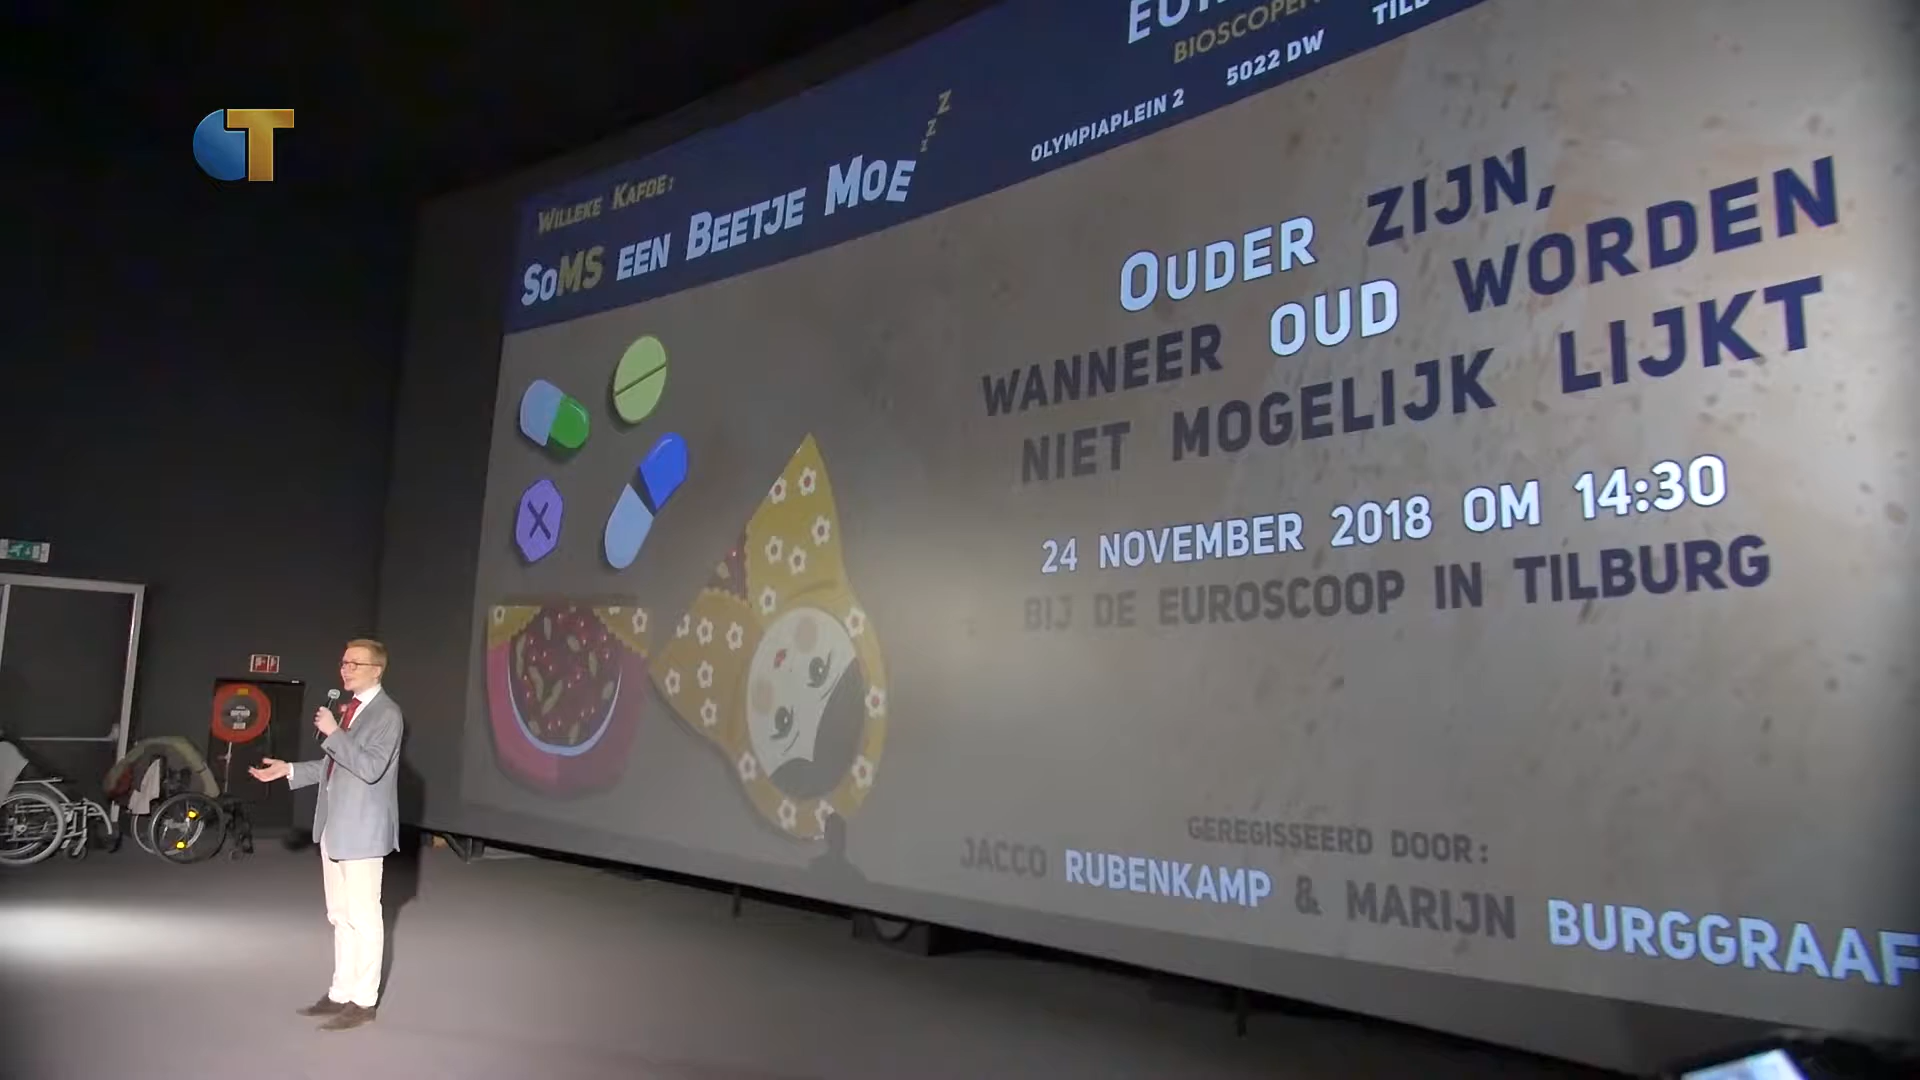 CT
WILLEKE KAFOE:
SOMS EEN BEETJE MOE
Z Z Z
BIOSCOPEN
OLYMPIAPLEIN 2 5022 DW
OUDER ZIJN,
WANNEER OUD WORDEN
NIET MOGELIJK LIJKT
24 NOVEMBER 2018 OM 14:30
BIJ DE EUROSCOOP IN TILBURG
GEREGISSEERD DOOR:
JACCO RUBENKAMP & MARIJN BURGGRAAF